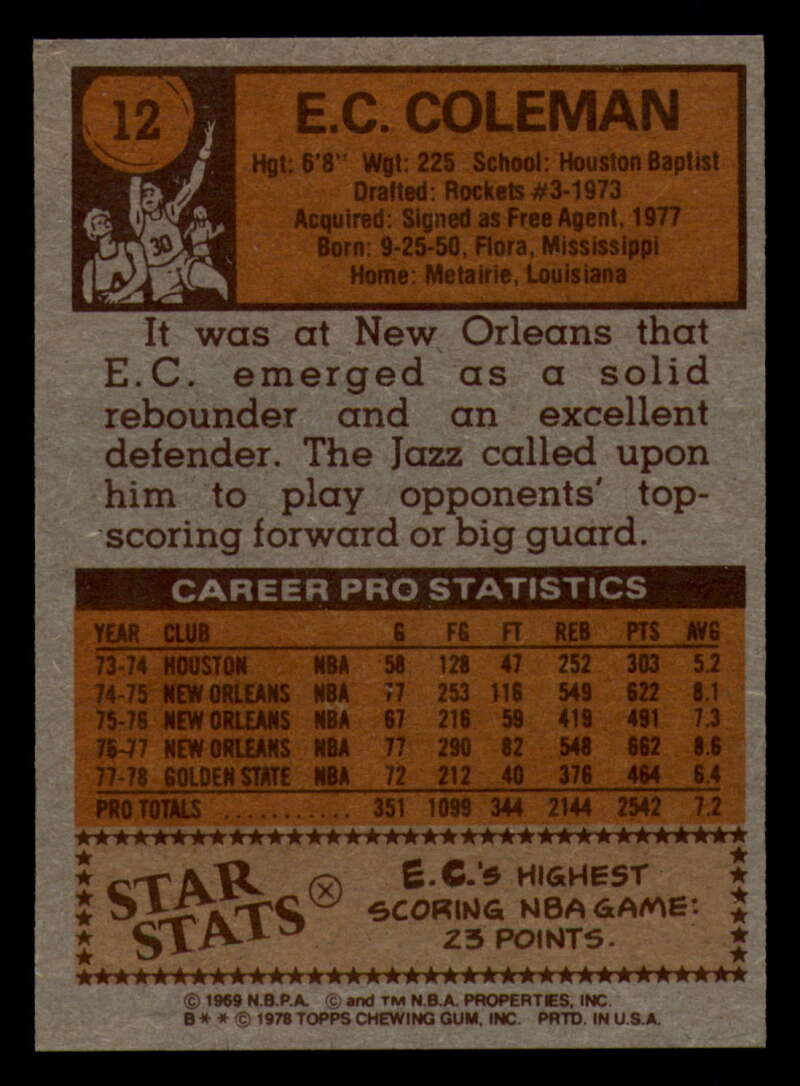 12
E.C. COLEMAN
Hgt: 6'8" Wgt: 225 School: Houston Baptist
Drafted: Rockets #3-1973
Acquired: Signed as Free Agent, 1977
Born: 9-25-50, Flora, Mississippi
Home: Metairie, Louisiana
30
It was at New Orleans that
E.C. emerged as a solid
rebounder and an excellent
defender. The Jazz called upon
him to play opponents' top-
scoring forward or big guard.
CAREER PRO STATISTICS
YEAR CLUB G FG FT REB PTS AVG
73-74 HOUSTON NBA 58 128 47 252 303 5.2
74-75 NEW ORLEANS NBA 77 253 116 549 622 8.1
75-76 NEW ORLEANS NBA 67 216 59 419 491 7.3
76-77 NEW ORLEANS NBA 77 290 82 548 662 8.6
77-78 GOLDEN STATE NBA 72 212 40 376 464 6.4
PRO TOTALS ........... 351 1099 344 2144 2542 7.2
STAR
STATS
E.C.'S HIGHEST
SCORING NBA GAME:
23 POINTS.
© 1969 N.B.P.A. © and TM N.B.A. PROPERTIES, INC.
B* * © 1978 TOPPS CHEWING GUM, INC. PRTD. IN U.S.A.